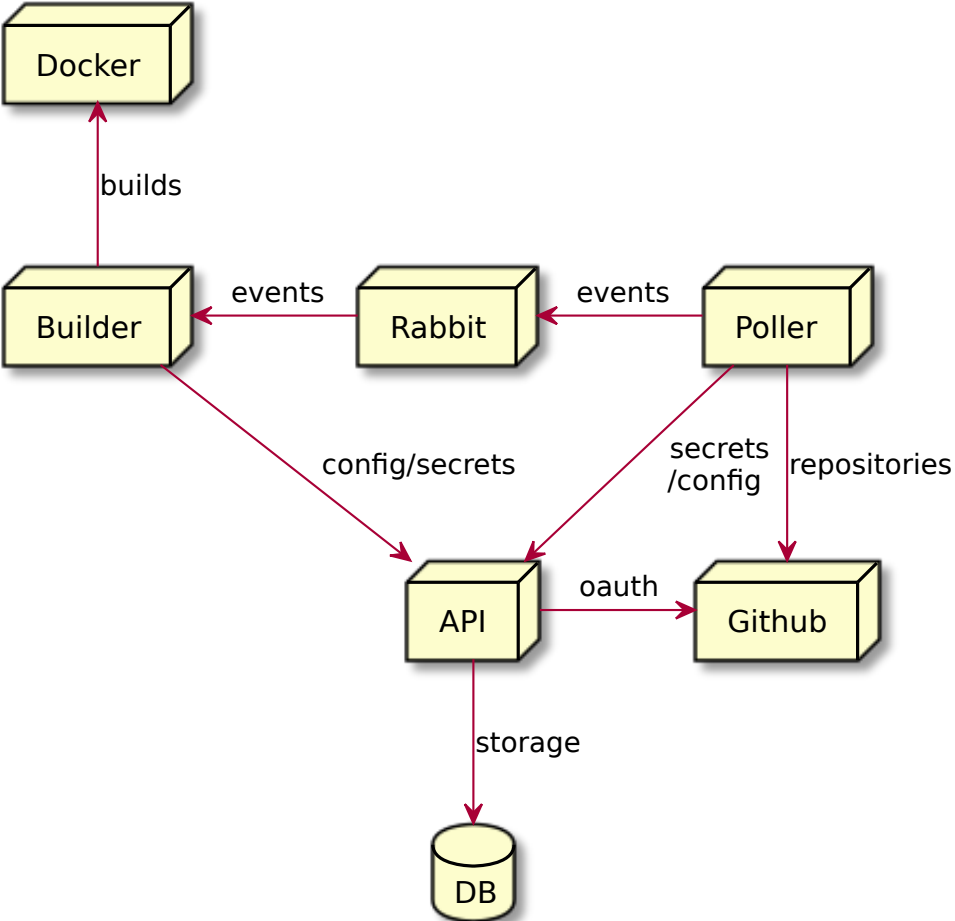 Docker
builds
events
events
Builder
Rabbit
Poller
secrets
/config
config/secrets
repositories
oauth
API
Github
storage
DB